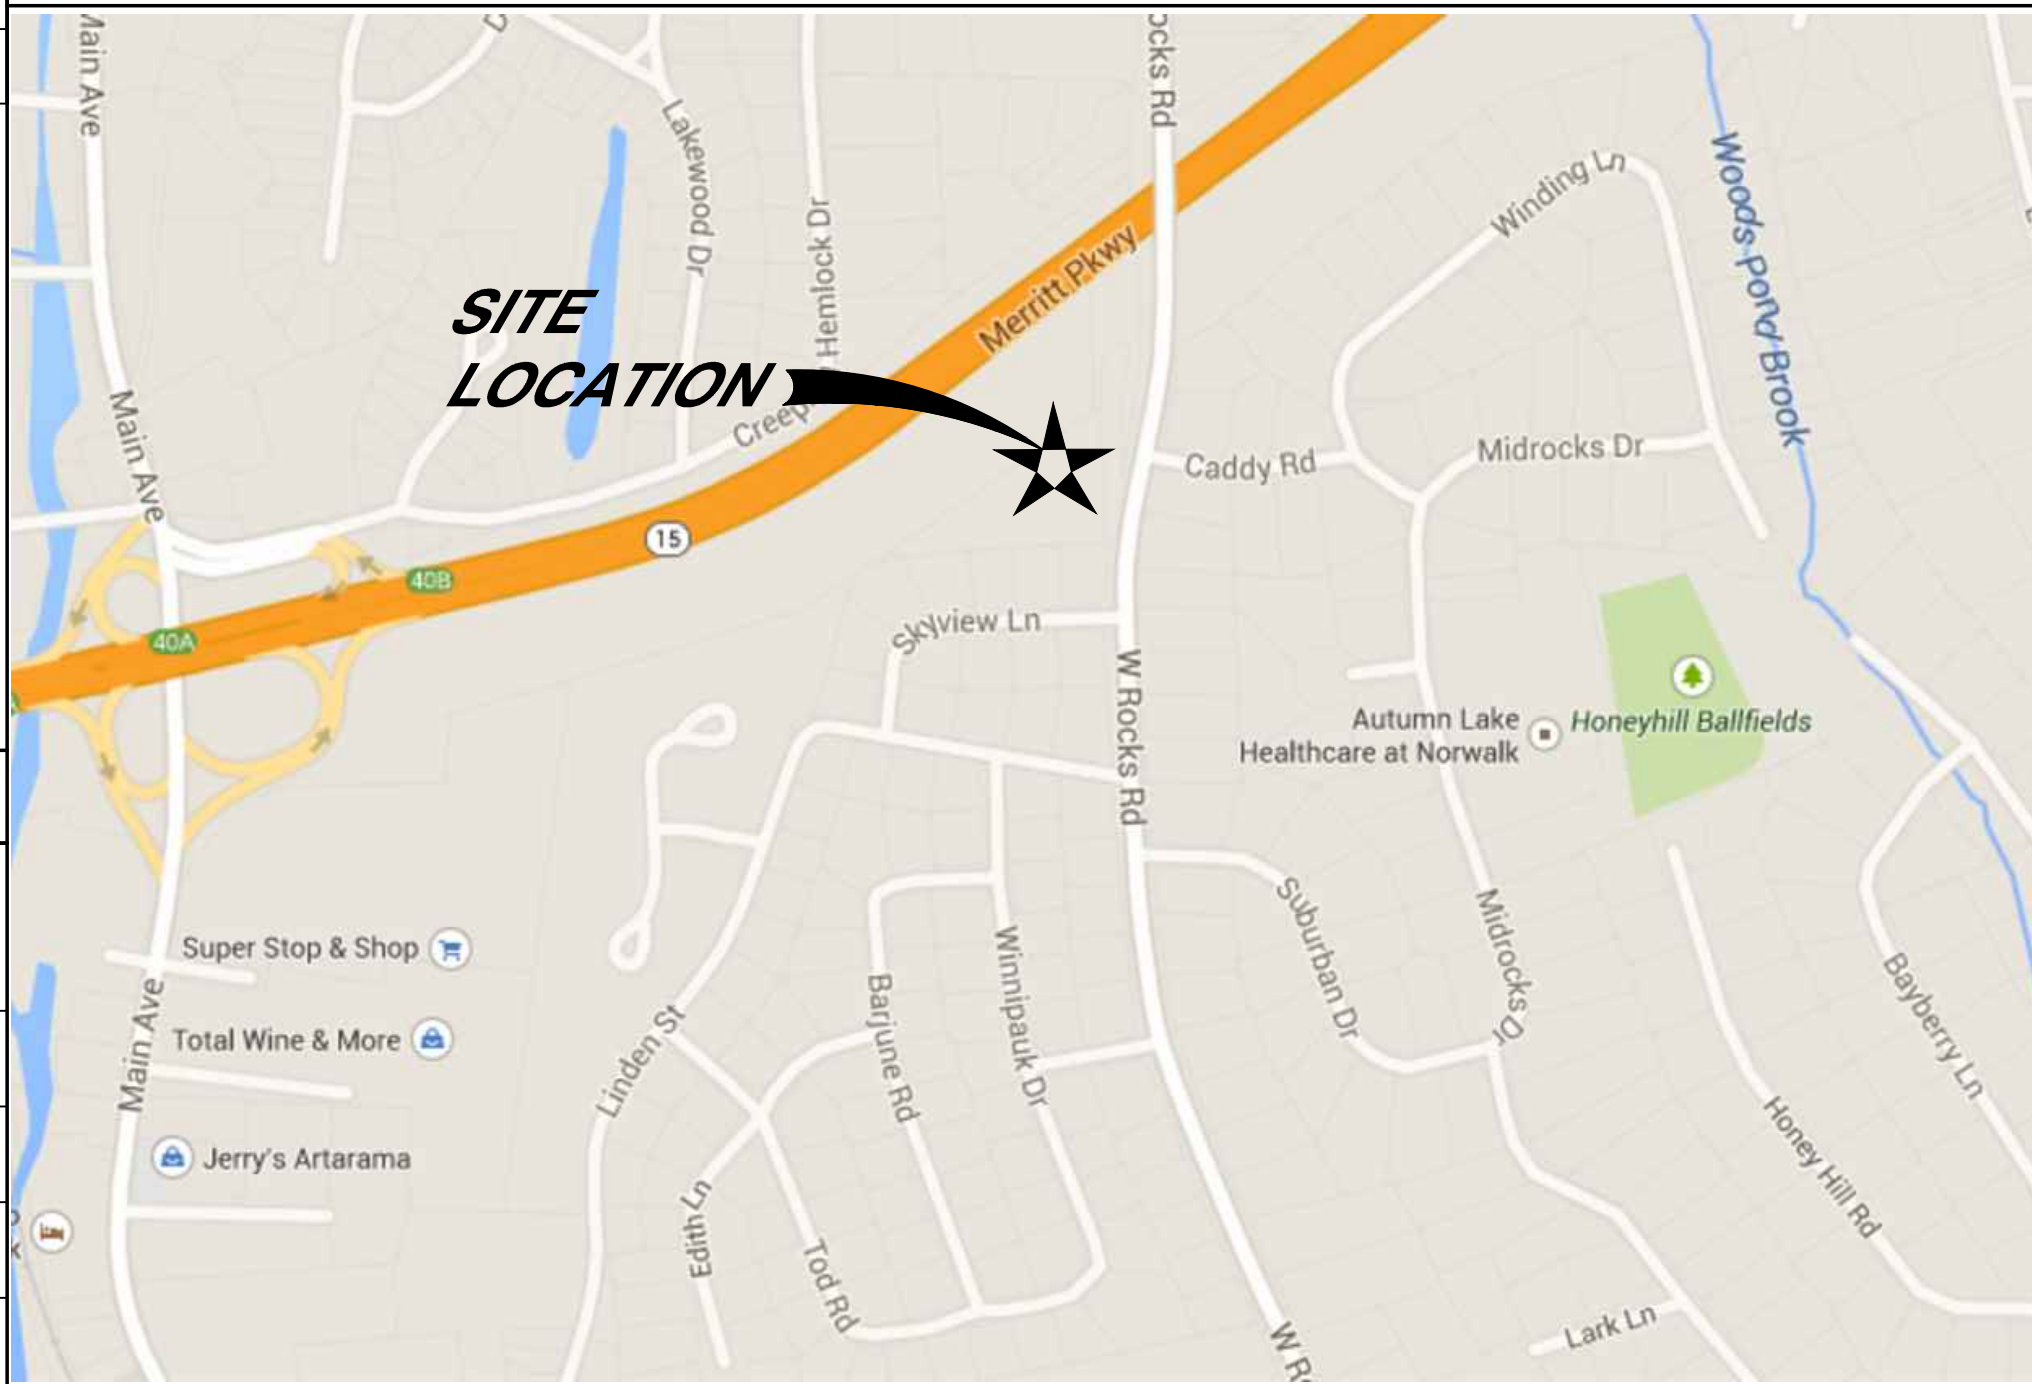 Main Ave
ocks Rd
Lakewood Dr
Hemlock Dr
Winding Ln
Woods Pond Brook
Merritt Pkwy
SITE
LOCATION
Main Ave
Creep
Caddy Rd
Midrocks Dr
15
40B
40A
Skyview Ln
W Rocks Rd
Autumn Lake
Healthcare at Norwalk
Honeyhill Ballfields
Super Stop & Shop
Suburban Dr
Midrocks Dr
Winnipauk Dr
Barjune Rd
Bayberry Ln
Main Ave
Total Wine & More
Linden St
Honey Hill Rd
Jerry's Artarama
Edith Ln
Tod Rd
Lark Ln
W R